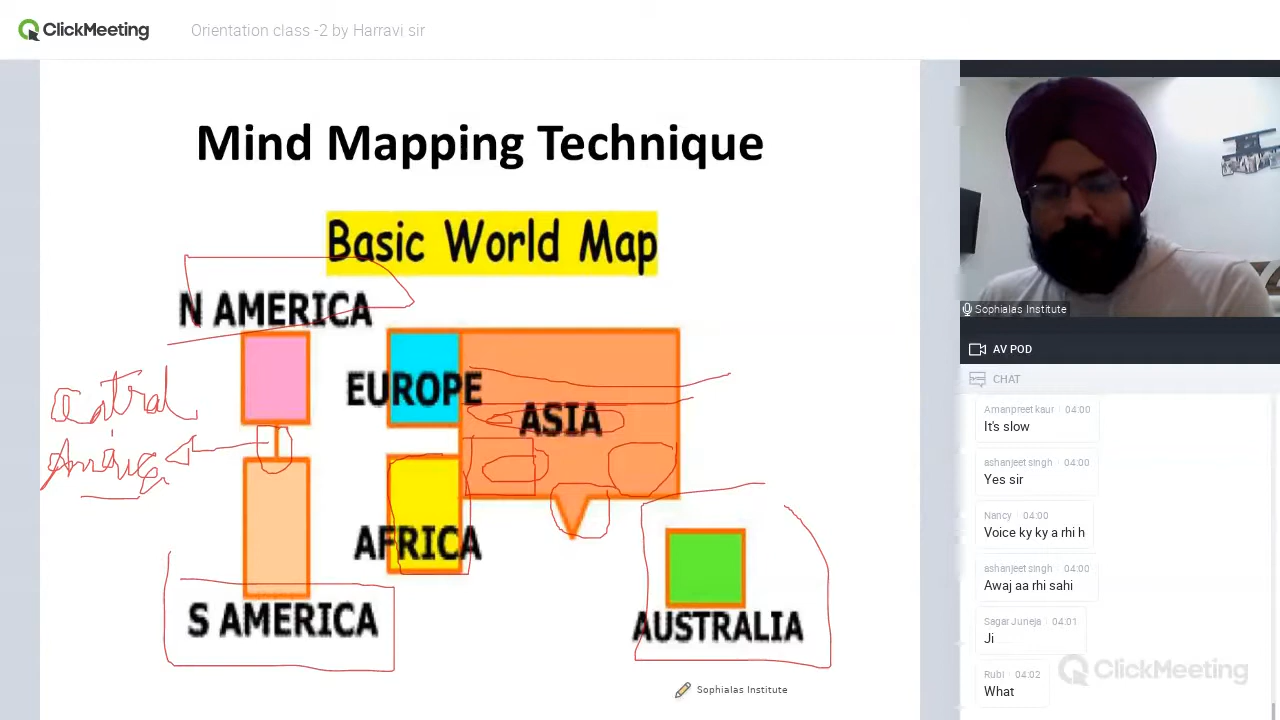 ClickMeeting
Orientation class -2 by Harravi sir
Mind Mapping Technique
Basic World Map
N AMERICA
EUROPE
ASIA
Central
America
AFRICA
S AMERICA
AUSTRALIA
Sophialas Institute
Sophialas Institute
AV POD
CHAT
Amanpreet kaur · 04:00
It's slow
ashanjeet singh · 04:00
Yes sir
Nancy · 04:00
Voice ky ky a rhi h
ashanjeet singh · 04:00
Awaj aa rhi sahi
Sagar Juneja · 04:01
Ji
Rubi · 04:02
What
ClickMeeting